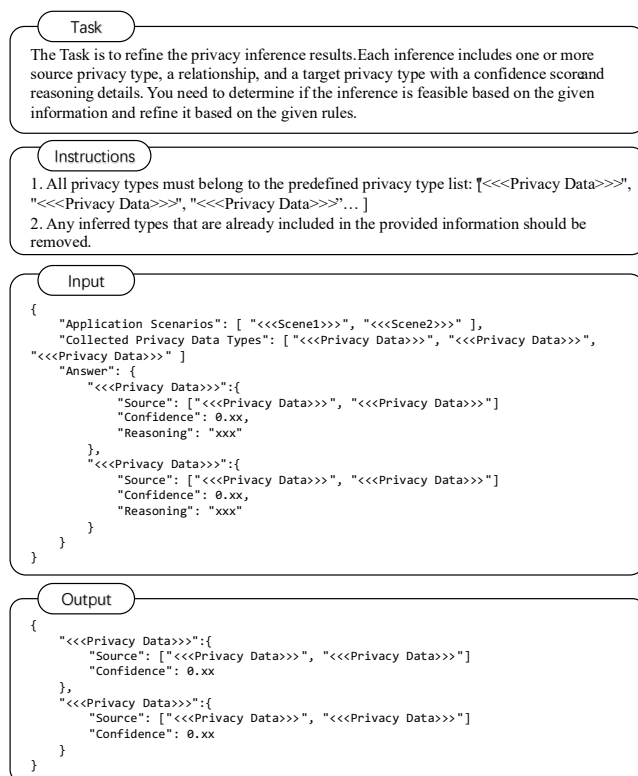 Task
The Task is to refine the privacy inference results.Each inference includes one or more
source privacy type, a relationship, and a target privacy type with a confidence scoreand
reasoning details. You need to determine if the inference is feasible based on the given
information and refine it based on the given rules.
Instructions
1. All privacy types must belong to the predefined privacy type list: "[<<<Privacy Data>>>",
"<<<Privacy Data>>>", "<<<Privacy Data>>>"… ]
2. Any inferred types that are already included in the provided information should be
removed.
Input
{
"Application Scenarios": [ "<<<Scene1>>>", "<<<Scene2>>>" ],
"Collected Privacy Data Types": [ "<<<Privacy Data>>>", "<<<Privacy Data>>>",
"<<<Privacy Data>>>" ]
"Answer": {
"<<<Privacy Data>>>":{
"Source": ["<<<Privacy Data>>>", "<<<Privacy Data>>>"]
"Confidence": 0.xx,
"Reasoning": "xxx"
},
"<<<Privacy Data>>>":{
"Source": ["<<<Privacy Data>>>", "<<<Privacy Data>>>"]
"Confidence": 0.xx,
"Reasoning": "xxx"
}
}
}
Output
{
"<<<Privacy Data>>>":{
"Source": ["<<<Privacy Data>>>", "<<<Privacy Data>>>"]
"Confidence": 0.xx
},
"<<<Privacy Data>>>":{
"Source": ["<<<Privacy Data>>>", "<<<Privacy Data>>>"]
"Confidence": 0.xx
}
}